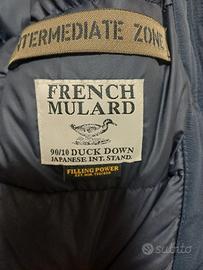 INTERMEDIATE ZONE
FRENCH
MULARD
90/10 DUCK DOWN
JAPANESE INT. STAND.
FILLING POWER
subito